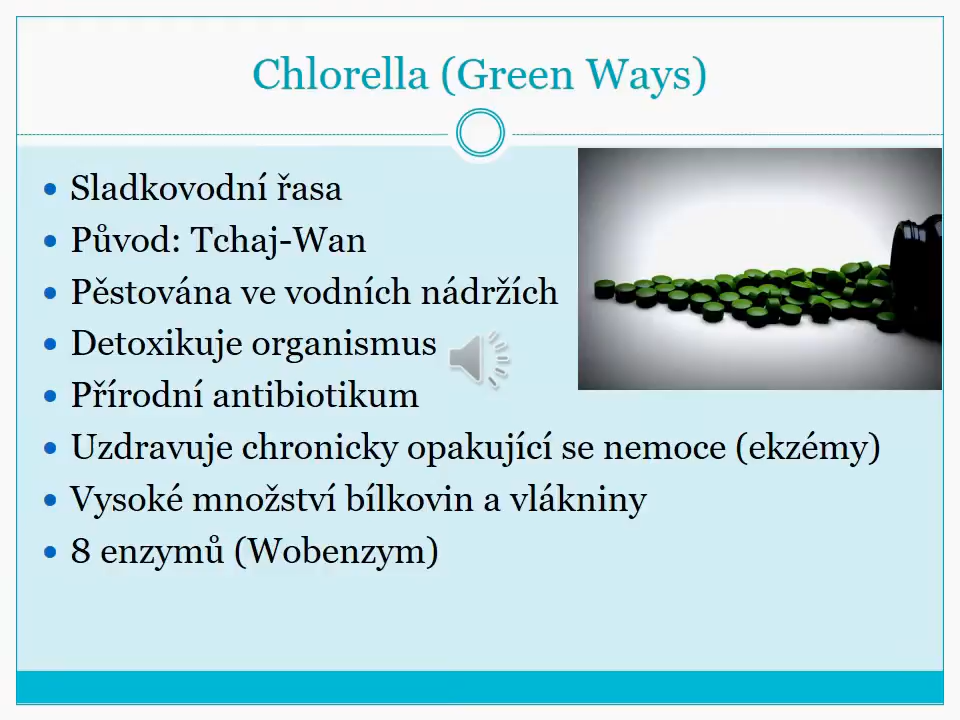 Chlorella (Green Ways)
Sladkovodní řasa
Původ: Tchaj-Wan
Pěstována ve vodních nádržích
Detoxikuje organismus
Přírodní antibiotikum
Uzdravuje chronicky opakující se nemoce (ekzémy)
Vysoké množství bílkovin a vlákniny
8 enzymů (Wobenzym)